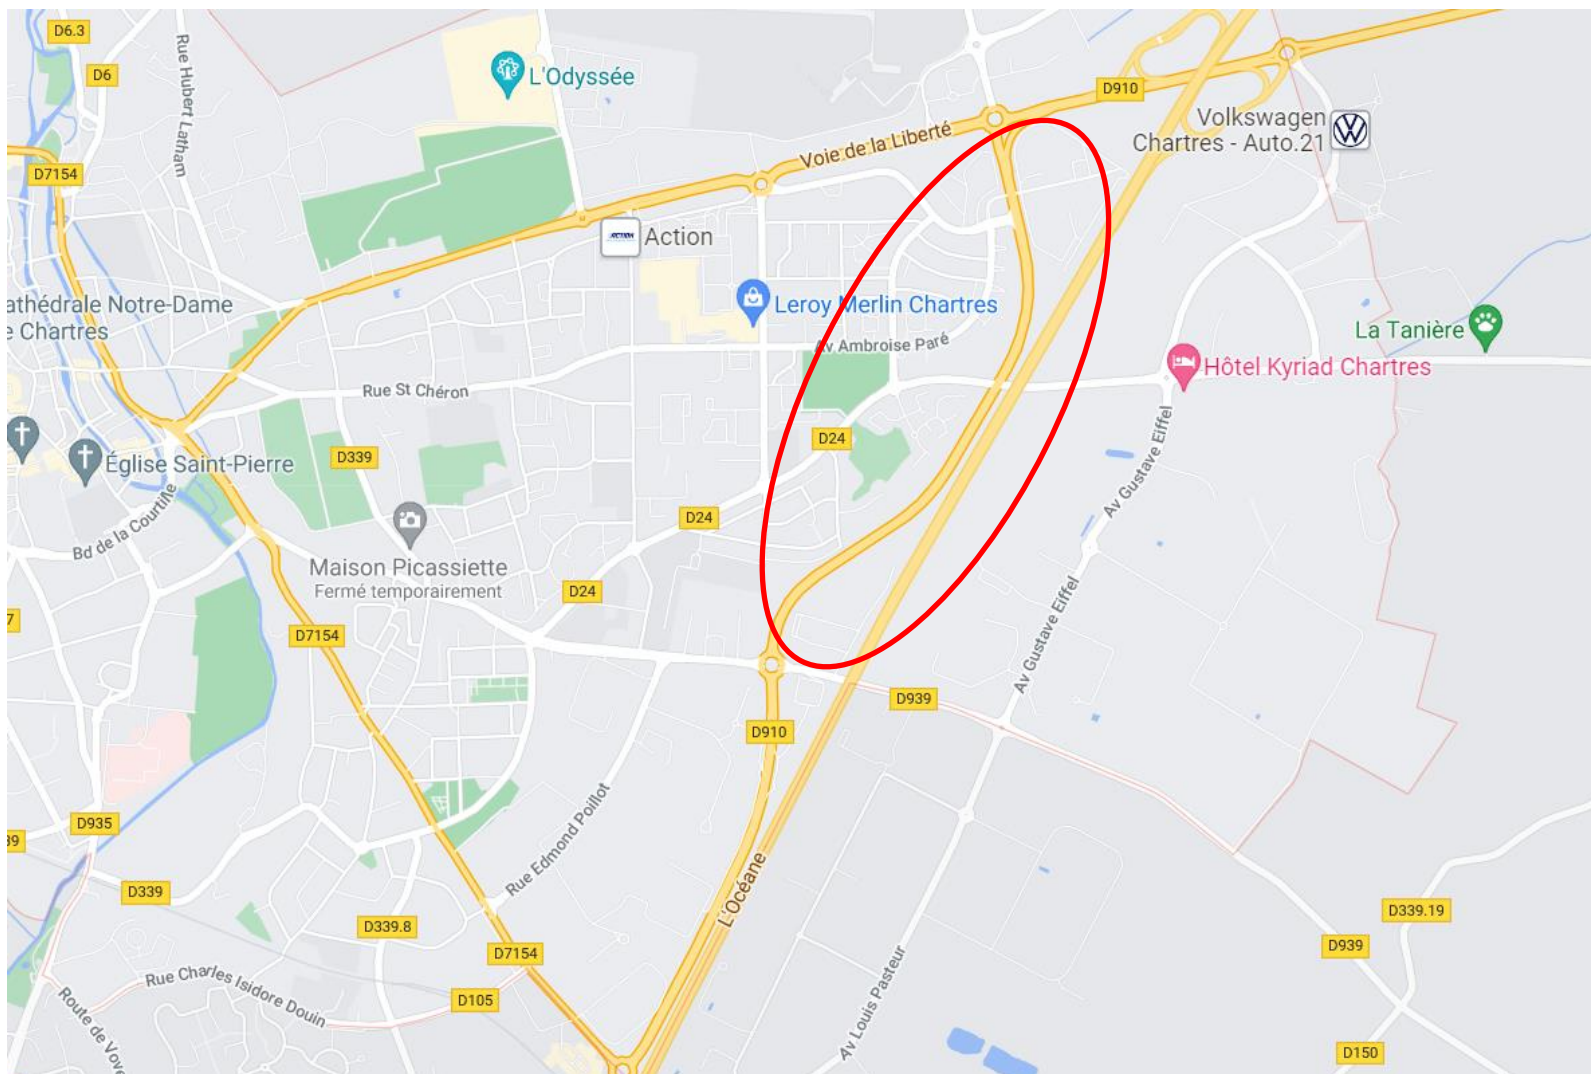 D6.3
D6
Rue Hubert Latham
L'Odyssée
D910
Volkswagen
Chartres - Auto.21
Voie de la Liberté
D7154
ACTION
Action
athédrale Notre-Dame
e Chartres
Leroy Merlin Chartres
La Tanière
Av Ambroise Paré
Hôtel Kyriad Chartres
Rue St Chéron
D24
Église Saint-Pierre
D339
Av Gustave Eiffel
Bd de la Courtille
D24
Maison Picassiette
Fermé temporairement
D24
7
D7154
Av Gustave Eiffel
D939
D910
D935
39
Rue Edmond Poillot
L'Océane
D339
D339.8
D339.19
D939
D7154
Rue Charles Isidore Douin
D105
Route de Vove
Av Louis Pasteur
D150